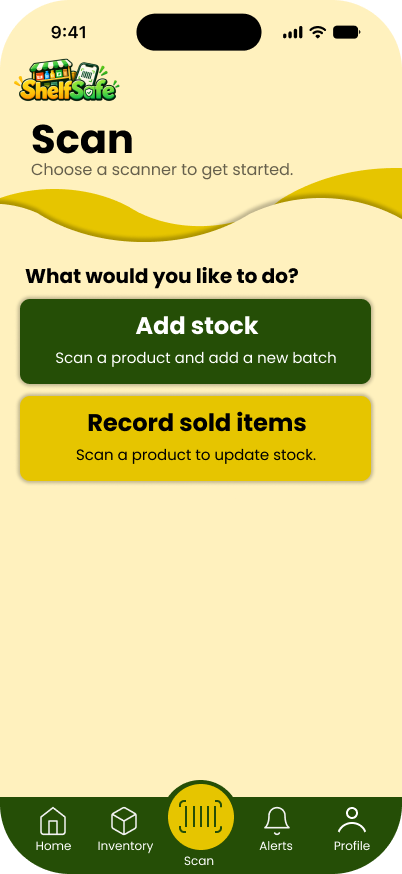 9:41
ShelfSafe
Scan
Choose a scanner to get started.
What would you like to do?
Add stock
Scan a product and add a new batch
Record sold items
Scan a product to update stock.
Home
Inventory
Scan
Alerts
Profile